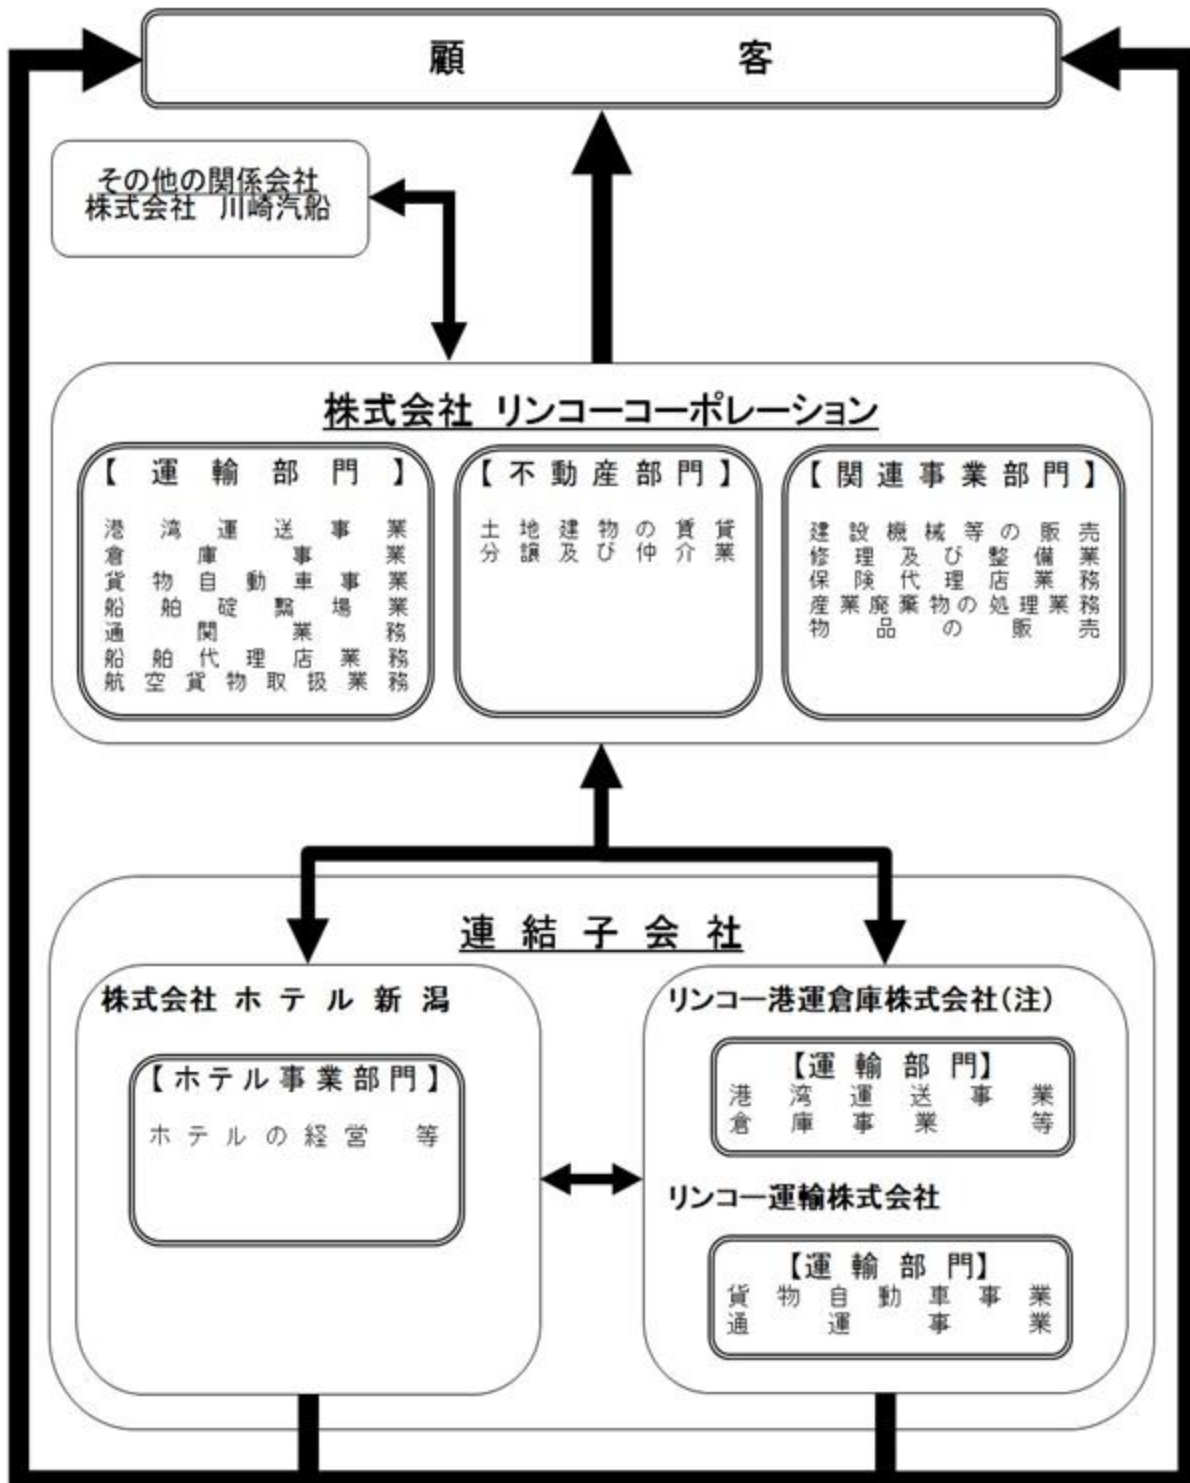 顧客
その他の関係会社
株式会社 川崎汽船
株式会社 リンコーコーポレーション
【運輸部門】
港湾運送事業
倉庫事業
貨物自動車事業
船舶碇繋場業
通関業務
船舶代理店業務
航空貨物取扱業務
【不動産部門】
土地建物の賃貸
分譲及び仲介業
【関連事業部門】
建設機械等の販売
修理及び整備業
保険代理店業務
産業廃棄物の処理業務
物品の販売
連結子会社
株式会社 ホテル新潟
【ホテル事業部門】
ホテルの経営 等
リンコー港運倉庫株式会社(注)
【運輸部門】
港湾運送事業
倉庫事業等
リンコー運輸株式会社
【運輸部門】
貨物自動車事業
通運事業